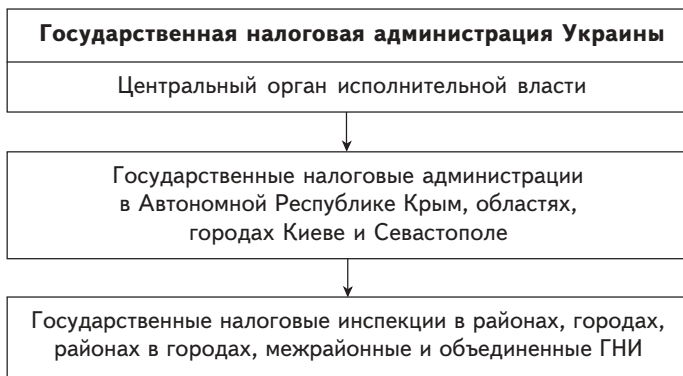 Государственная налоговая администрация Украины
Центральный орган исполнительной власти
Государственные налоговые администрации
в Автономной Республике Крым, областях,
городах Киеве и Севастополе
Государственные налоговые инспекции в районах, городах,
районах в городах, межрайонные и объединенные ГНИ